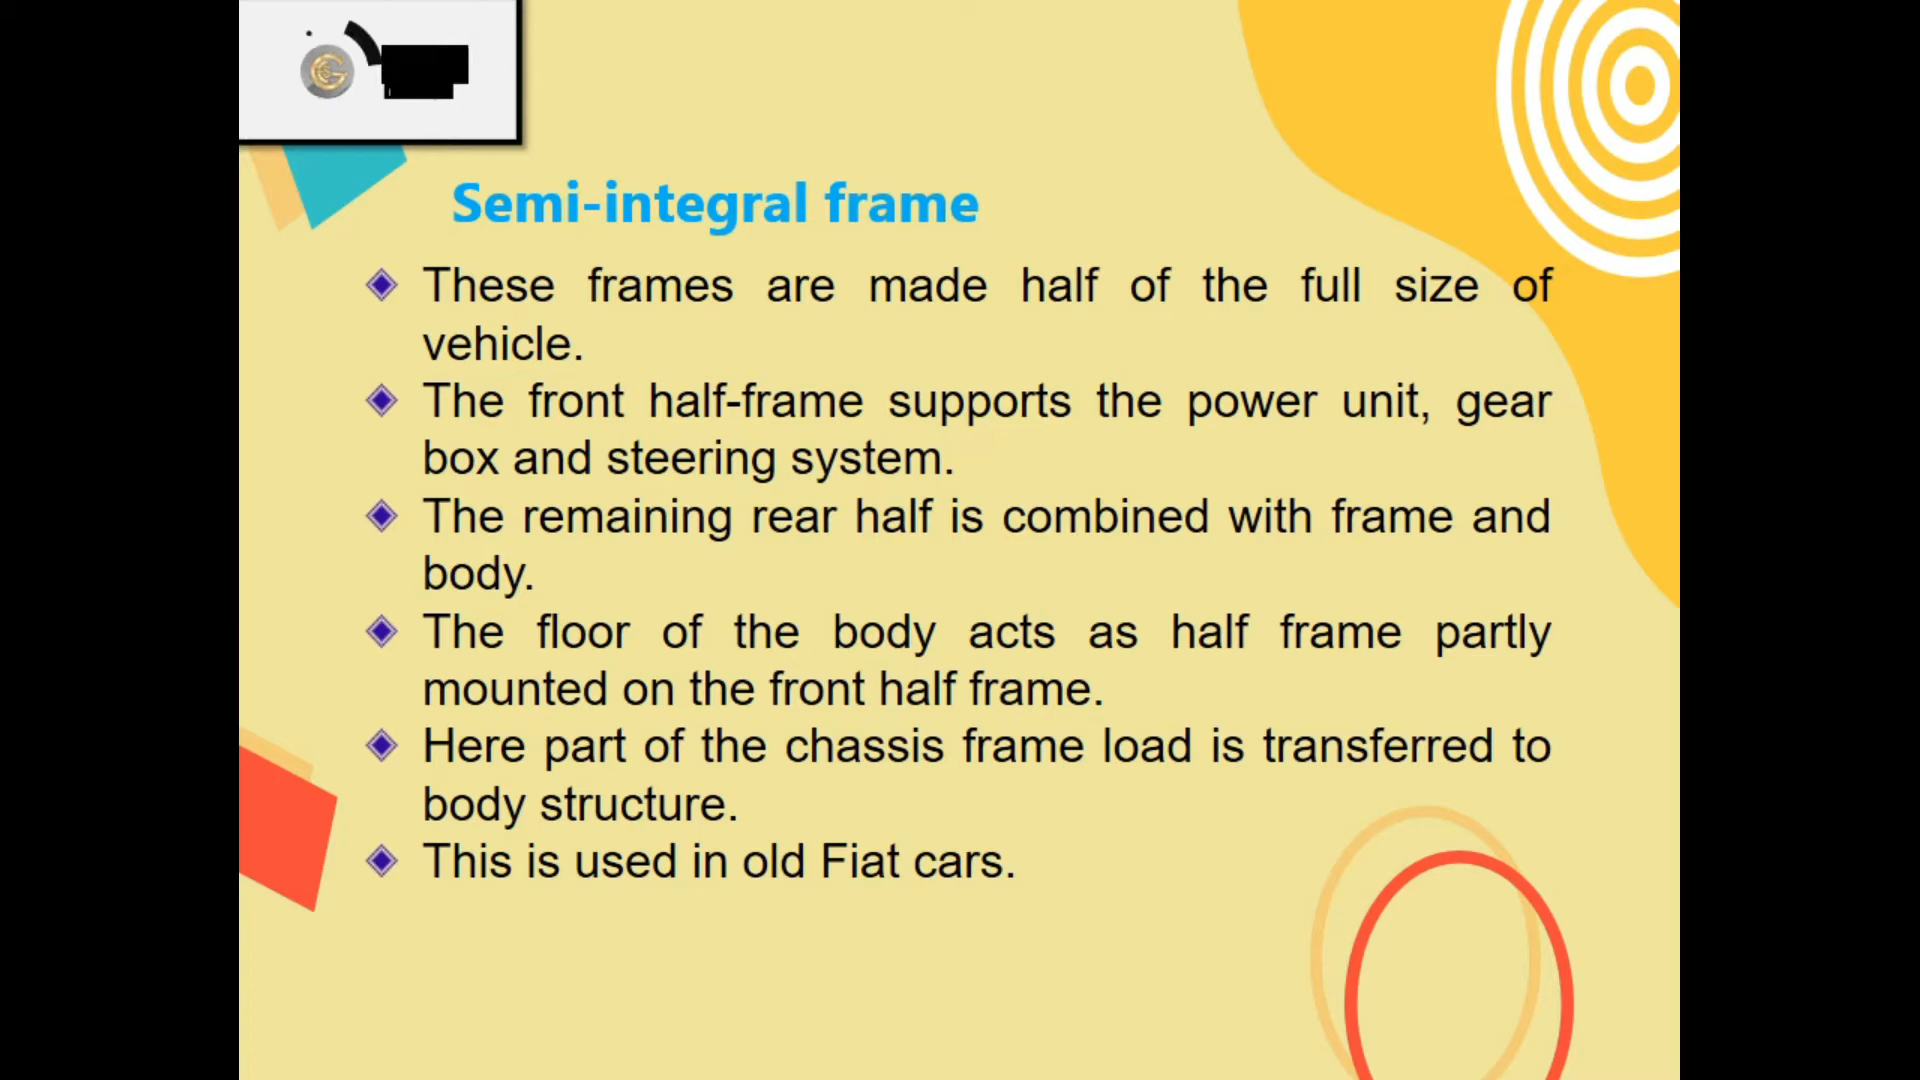 Semi-integral frame
These frames are made half of the full size of
vehicle.
The front half-frame supports the power unit, gear
box and steering system.
The remaining rear half is combined with frame and
body.
The floor of the body acts as half frame partly
mounted on the front half frame.
Here part of the chassis frame load is transferred to
body structure.
This is used in old Fiat cars.